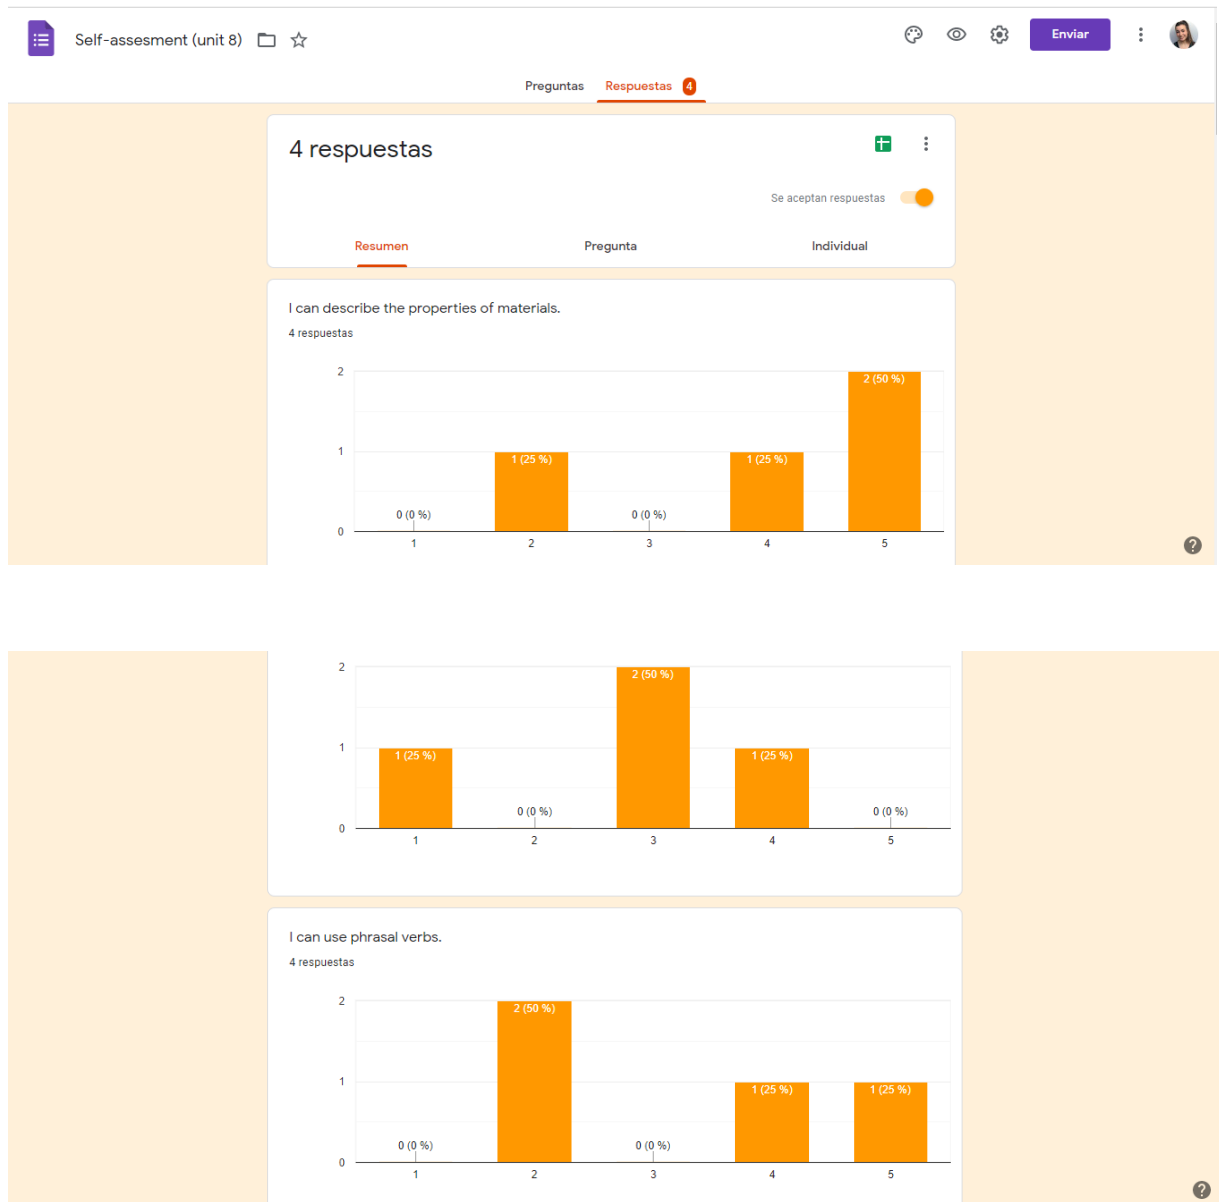 Self-assesment (unit 8)
Enviar
Preguntas Respuestas 4
4 respuestas
Se aceptan respuestas
Resumen Pregunta Individual
I can describe the properties of materials.
4 respuestas
2
2 (50 %)
1
1 (25 %) 1 (25 %)
0 (0 %) 0 (0 %)
0
1 2 3 4 5
2
2 (50 %)
1
1 (25 %) 1 (25 %)
0 (0 %) 0 (0 %)
0
1 2 3 4 5
I can use phrasal verbs.
4 respuestas
2
2 (50 %)
1
1 (25 %) 1 (25 %)
0 (0 %) 0 (0 %)
0
1 2 3 4 5